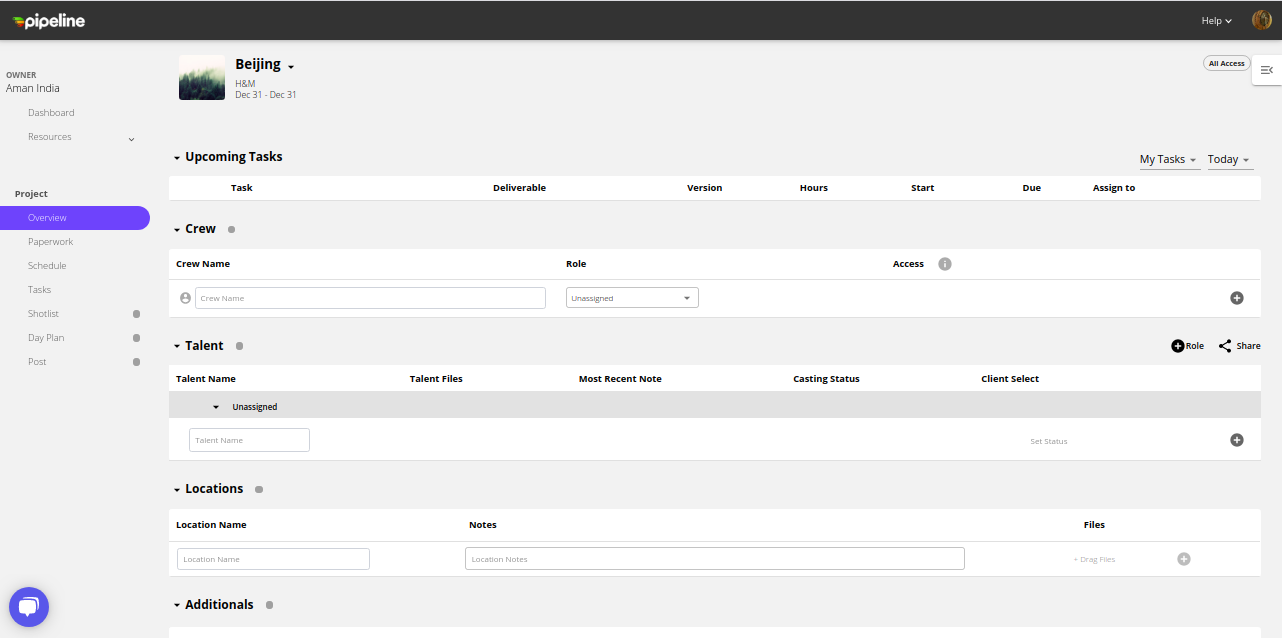 pipeline
Help
OWNER
Aman India
Dashboard
Resources
Project
Overview
Paperwork
Schedule
Tasks
Shotlist
Day Plan
Post
Beijing
H&M
Dec 31 - Dec 31
All Access
Upcoming Tasks
My Tasks Today
Task Deliverable Version Hours Start Due Assign to
Crew
Crew Name Role Access
Crew Name Unassigned
Talent
Role Share
Talent Name Talent Files Most Recent Note Casting Status Client Select
Unassigned
Talent Name Set Status
Locations
Location Name Notes Files
Location Name Location Notes + Drag Files
Additionals